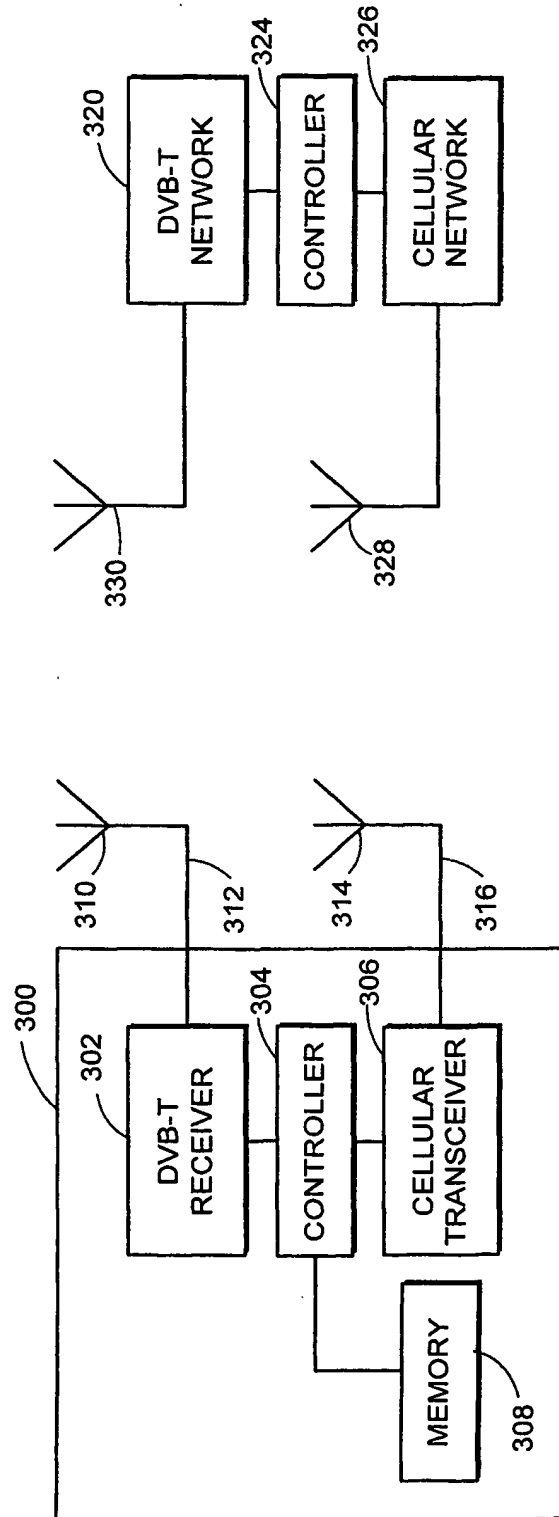 300
302
DVB-T
RECEIVER
304
CONTROLLER
306
CELLULAR
TRANSCEIVER
MEMORY
308
310
312
314
316
330
328
320
DVB-T
NETWORK
324
CONTROLLER
326
CELLULAR
NETWORK